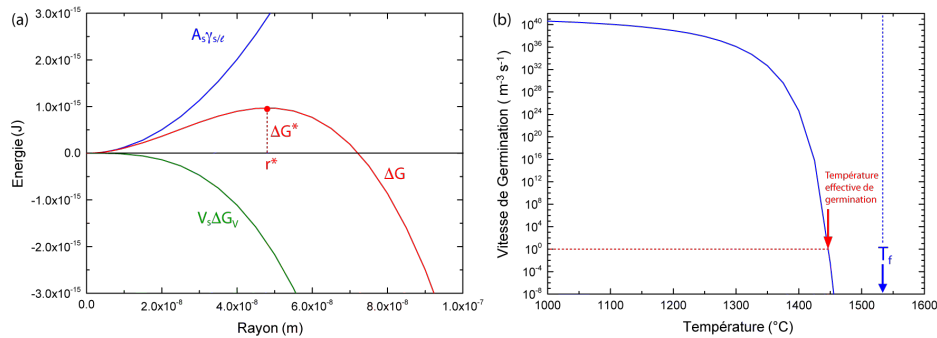 (a)
3.0x10⁻¹⁵
2.0x10⁻¹⁵
1.0x10⁻¹⁵
0.0
-1.0x10⁻¹⁵
-2.0x10⁻¹⁵
-3.0x10⁻¹⁵
Energie (J)
Aₛγₛ/ℓ
ΔG*
r*
ΔG
VₛΔG_V
0.0 2.0x10⁻⁸ 4.0x10⁻⁸ 6.0x10⁻⁸ 8.0x10⁻⁸ 1.0x10⁻⁷
Rayon (m)
(b)
10⁴⁰
10³⁶
10³²
10²⁸
10²⁴
10²⁰
10¹⁶
10¹²
10⁸
10⁴
10⁰
10⁻⁴
10⁻⁸
Vitesse de Germination ( m⁻³ s⁻¹)
Température
effective de
germination
T_f
1000 1100 1200 1300 1400 1500 1600
Température (°C)